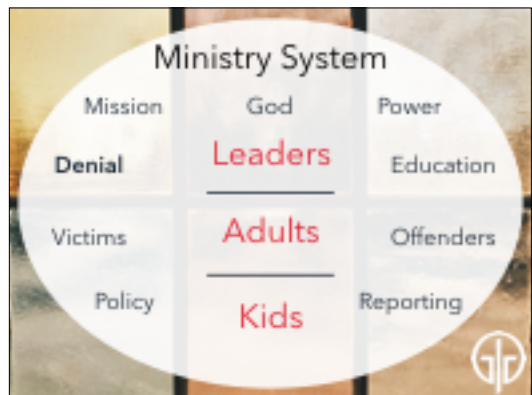 Ministry System
Mission God Power
Denial Leaders Education
Victims Adults Offenders
Policy Kids Reporting